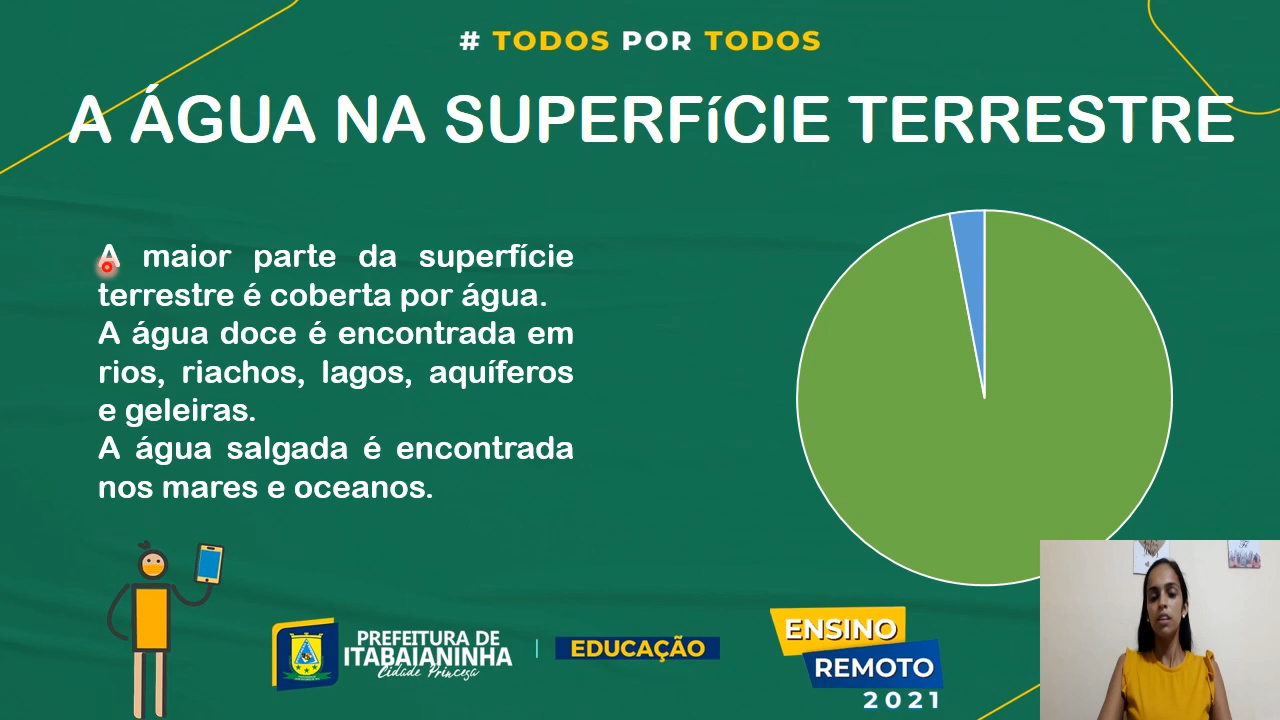 # TODOS POR TODOS
A ÁGUA NA SUPERFíCIE TERRESTRE
A maior parte da superfície
terrestre é coberta por água.
A água doce é encontrada em
rios, riachos, lagos, aquíferos
e geleiras.
A água salgada é encontrada
nos mares e oceanos.
PREFEITURA DE
ITABAIANINHA
Cidade Princesa
EDUCAÇÃO
ENSINO
REMOTO
2021